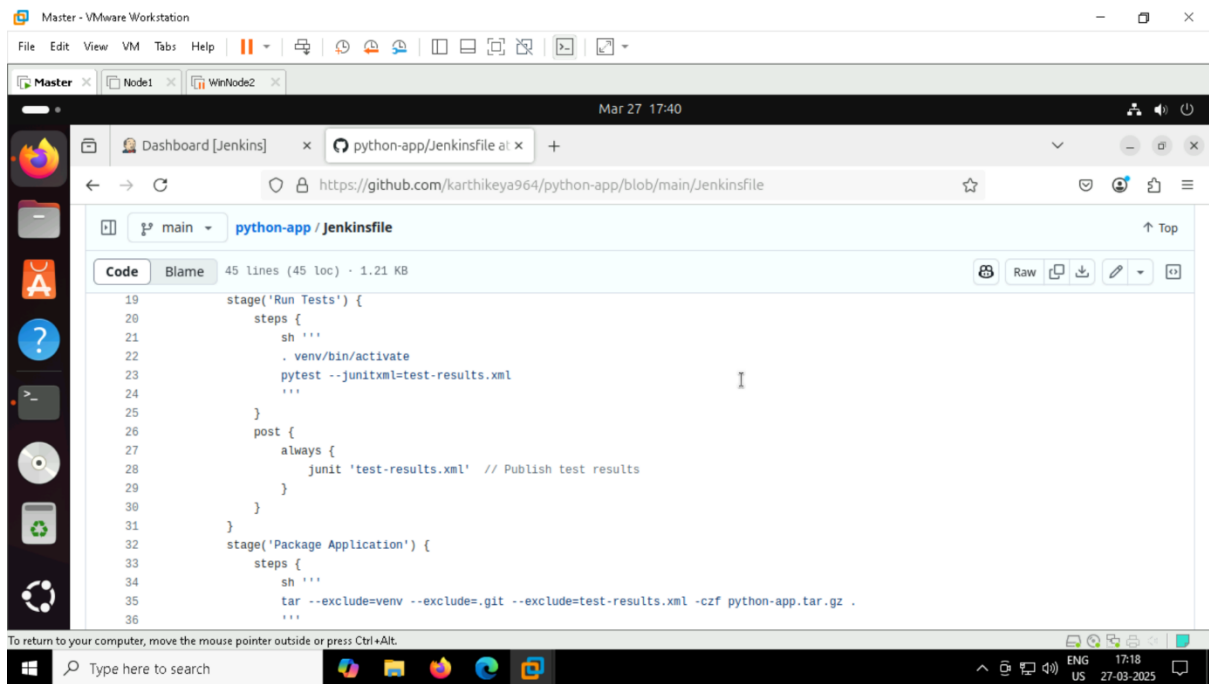 Master - VMware Workstation
File Edit View VM Tabs Help
Master Node1 WinNode2
Mar 27 17:40
Dashboard [Jenkins] python-app/Jenkinsfile at
https://github.com/karthikeya964/python-app/blob/main/Jenkinsfile
main python-app / Jenkinsfile Top
Code Blame 45 lines (45 loc) · 1.21 KB Raw
19 stage('Run Tests') {
20 steps {
21 sh '''
22 . venv/bin/activate
23 pytest --junitxml=test-results.xml
24 '''
25 }
26 post {
27 always {
28 junit 'test-results.xml' // Publish test results
29 }
30 }
31 }
32 stage('Package Application') {
33 steps {
34 sh '''
35 tar --exclude=venv --exclude=.git --exclude=test-results.xml -czf python-app.tar.gz .
36 '''
To return to your computer, move the mouse pointer outside or press Ctrl+Alt.
Type here to search
ENG 17:18
US 27-03-2025